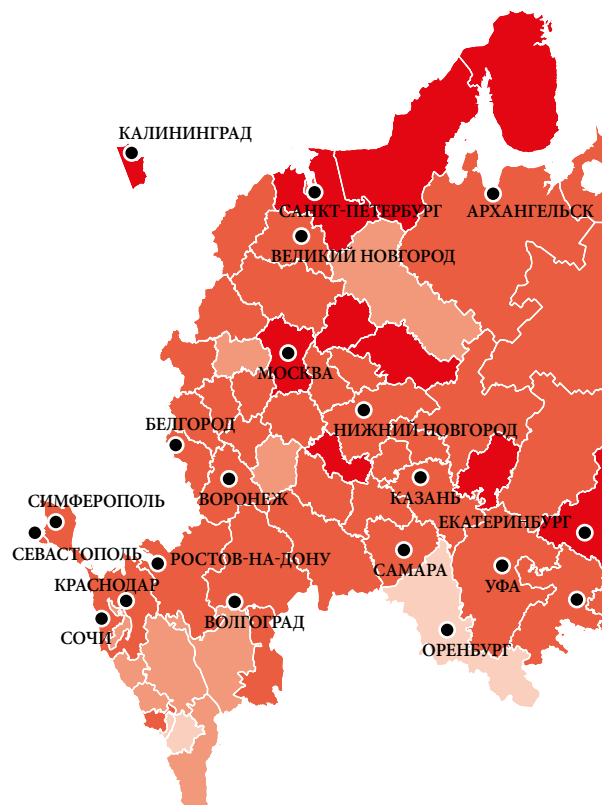 КАЛИНИНГРАД
САНКТ-ПЕТЕРБУРГ
АРХАНГЕЛЬСК
ВЕЛИКИЙ НОВГОРОД
МОСКВА
БЕЛГОРОД
НИЖНИЙ НОВГОРОД
ВОРОНЕЖ
КАЗАНЬ
СИМФЕРОПОЛЬ
ЕКАТЕРИНБУРГ
СЕВАСТОПОЛЬ
РОСТОВ-НА-ДОНУ
САМАРА
КРАСНОДАР
УФА
ВОЛГОГРАД
СОЧИ
ОРЕНБУРГ